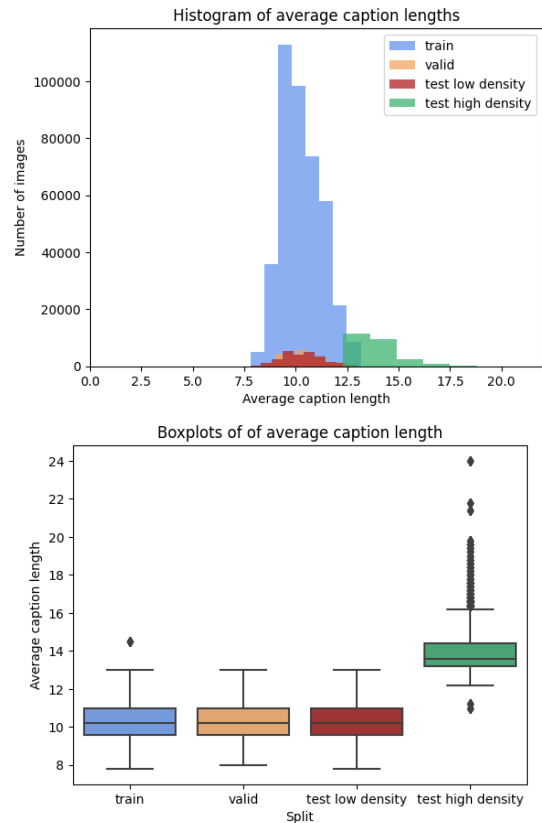 Histogram of average caption lengths
train
valid
test low density
test high density
100000
80000
60000
40000
20000
0
Number of images
0.0 2.5 5.0 7.5 10.0 12.5 15.0 17.5 20.0
Average caption length
Boxplots of of average caption length
24
22
20
18
16
14
12
10
8
Average caption length
train valid test low density test high density
Split